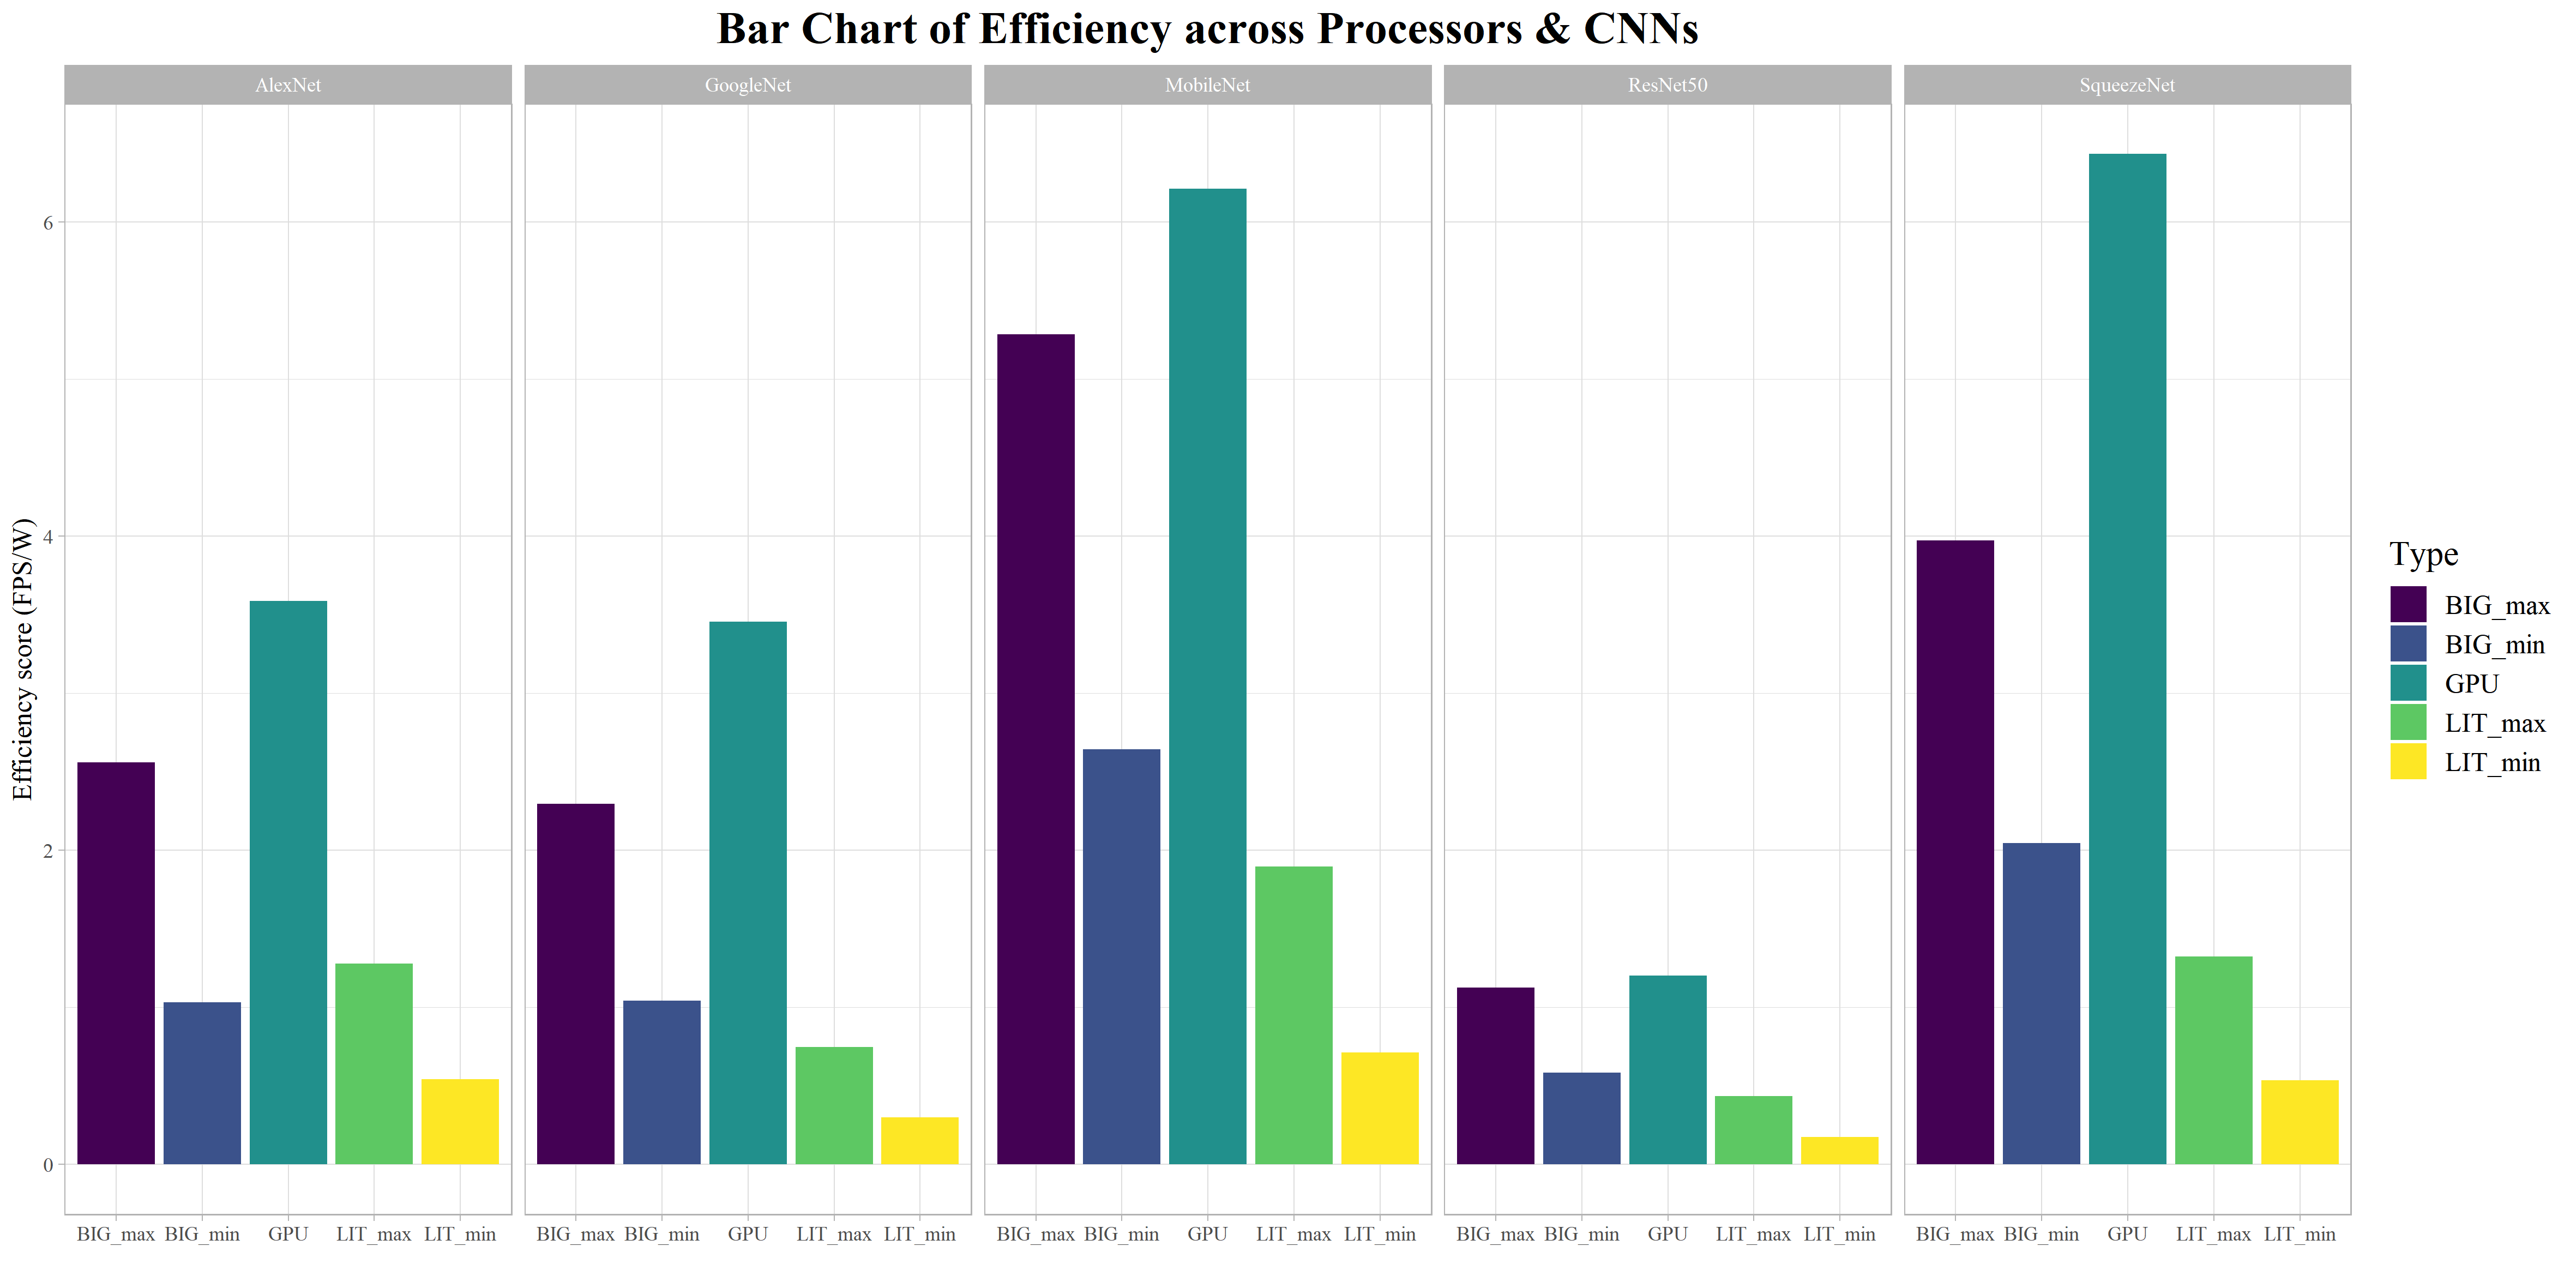 Bar Chart of Efficiency across Processors & CNNs
AlexNet
GoogleNet
MobileNet
ResNet50
SqueezeNet
Efficiency score (FPS/W)
6
4
2
0
BIG_max BIG_min GPU LIT_max LIT_min
BIG_max BIG_min GPU LIT_max LIT_min
BIG_max BIG_min GPU LIT_max LIT_min
BIG_max BIG_min GPU LIT_max LIT_min
BIG_max BIG_min GPU LIT_max LIT_min
Type
BIG_max
BIG_min
GPU
LIT_max
LIT_min